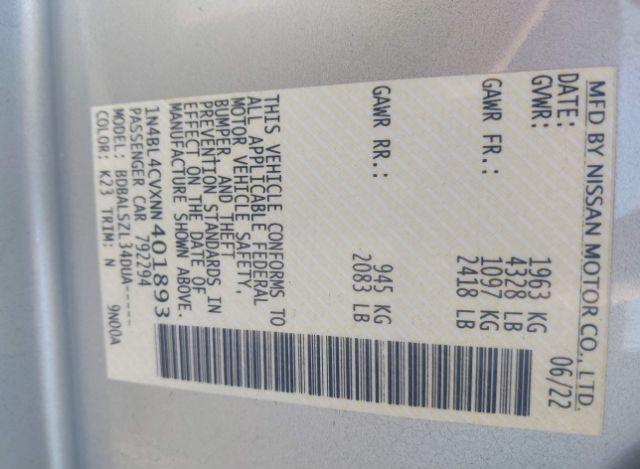 MFD BY NISSAN MOTOR CO., LTD.
DATE: 06/22
GVWR: 1963 KG
4328 LB
GAWR FR.: 1097 KG
2418 LB
GAWR RR.: 945 KG
2083 LB
THIS VEHICLE CONFORMS TO
ALL APPLICABLE FEDERAL
MOTOR VEHICLE SAFETY,
BUMPER, AND THEFT
PREVENTION STANDARDS IN
EFFECT ON THE DATE OF
MANUFACTURE SHOWN ABOVE.
1N4BL4CVXNN401893
PASSENGER CAR 792294
MODEL: BDBALSZL34DUA-----
COLOR: K23 TRIM: N 9N00A